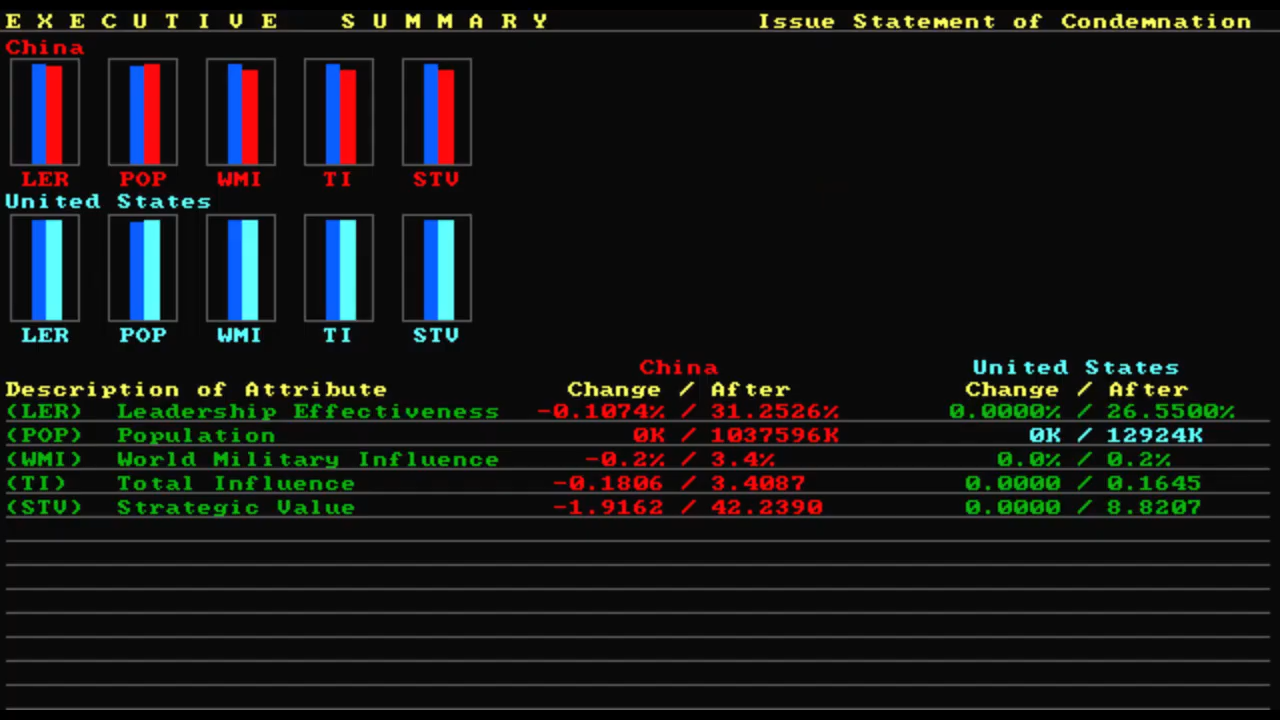 E X E C U T I V E   S U M M A R Y   Issue Statement of Condemnation
China
LER POP WMI TI STV
United States
LER POP WMI TI STV
China United States
Description of Attribute Change / After Change / After
(LER) Leadership Effectiveness -0.1074% / 31.2526% 0.0000% / 26.5500%
(POP) Population 0K / 1037596K 0K / 12924K
(WMI) World Military Influence -0.2% / 3.4% 0.0% / 0.2%
(TI) Total Influence -0.1806 / 3.4087 0.0000 / 0.1645
(STV) Strategic Value -1.9162 / 42.2390 0.0000 / 8.8207